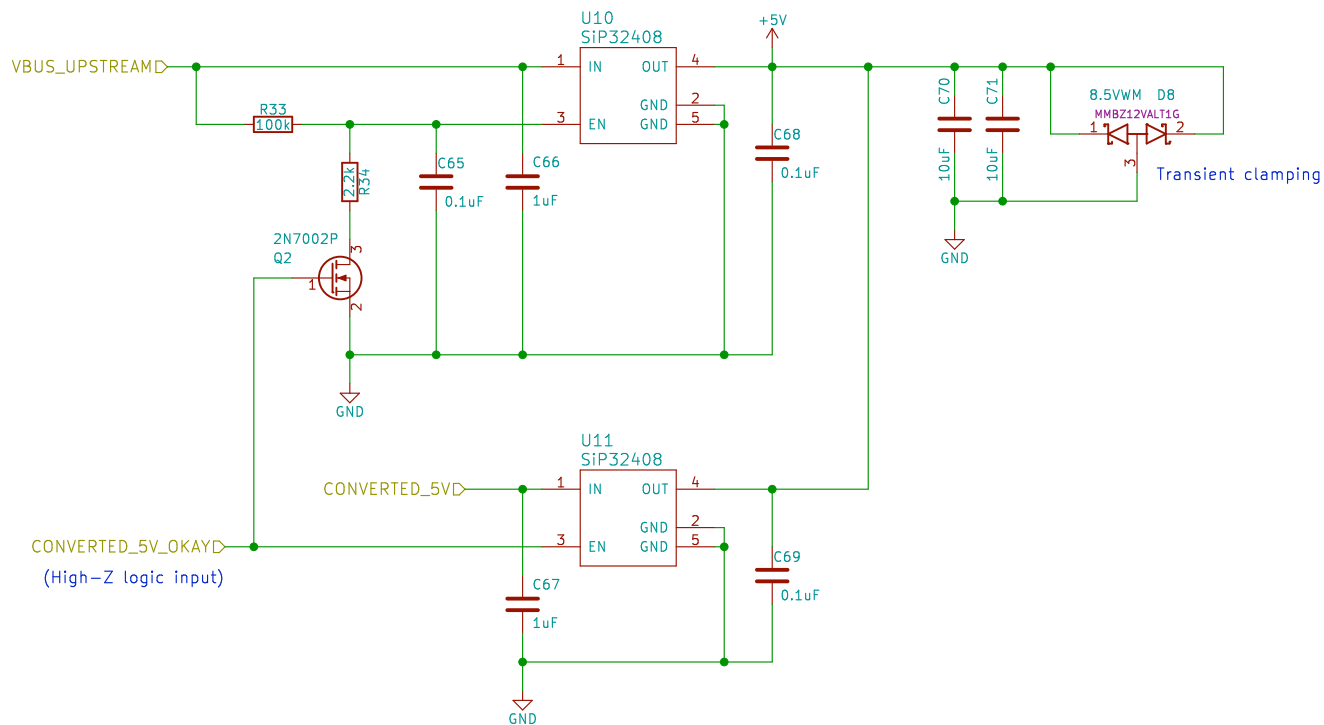 U10
SiP32408
+5V
VBUS_UPSTREAM
1
IN
OUT
4
R33
100k
GND
2
3
EN
GND
5
C70
10uF
C71
10uF
8.5VWM
D8
MMBZ12VALT1G
1
2
3
Transient clamping
C68
0.1uF
2.2k
R34
C65
0.1uF
C66
1uF
GND
2N7002P
Q2
3
1
2
GND
U11
SiP32408
CONVERTED_5V
1
IN
OUT
4
GND
2
CONVERTED_5V_OKAY
3
EN
GND
5
(High-Z logic input)
C67
1uF
C69
0.1uF
GND